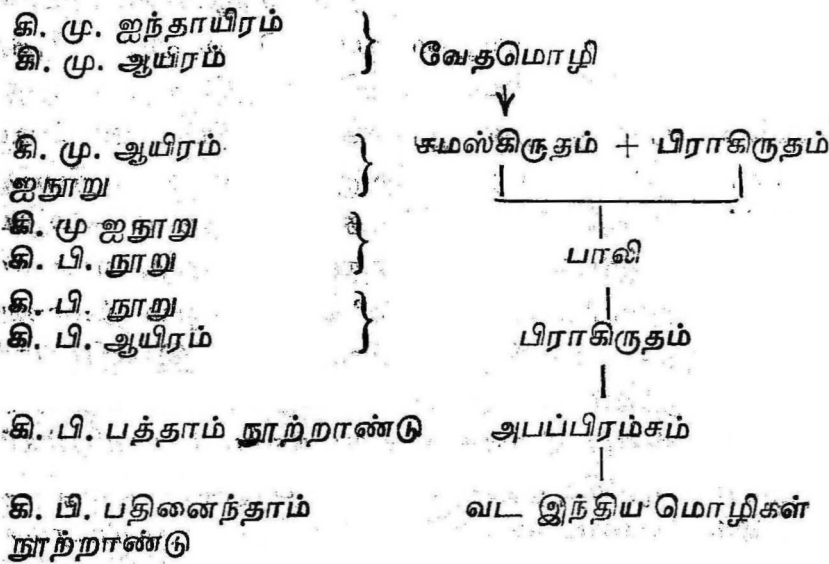 கி. மு. ஐந்தாயிரம்
கி. மு. ஆயிரம் } வேதமொழி
கி. மு. ஆயிரம் } சமஸ்கிருதம் + பிராகிருதம்
ஐநூறு
கி. மு ஐநூறு
கி. பி. நூறு } பாலி
கி. பி. நூறு
கி. பி. ஆயிரம் } பிராகிருதம்
கி. பி. பத்தாம் நூற்றாண்டு அபப்பிரம்சம்
கி. பி. பதினைந்தாம் வட இந்திய மொழிகள்
நூற்றாண்டு